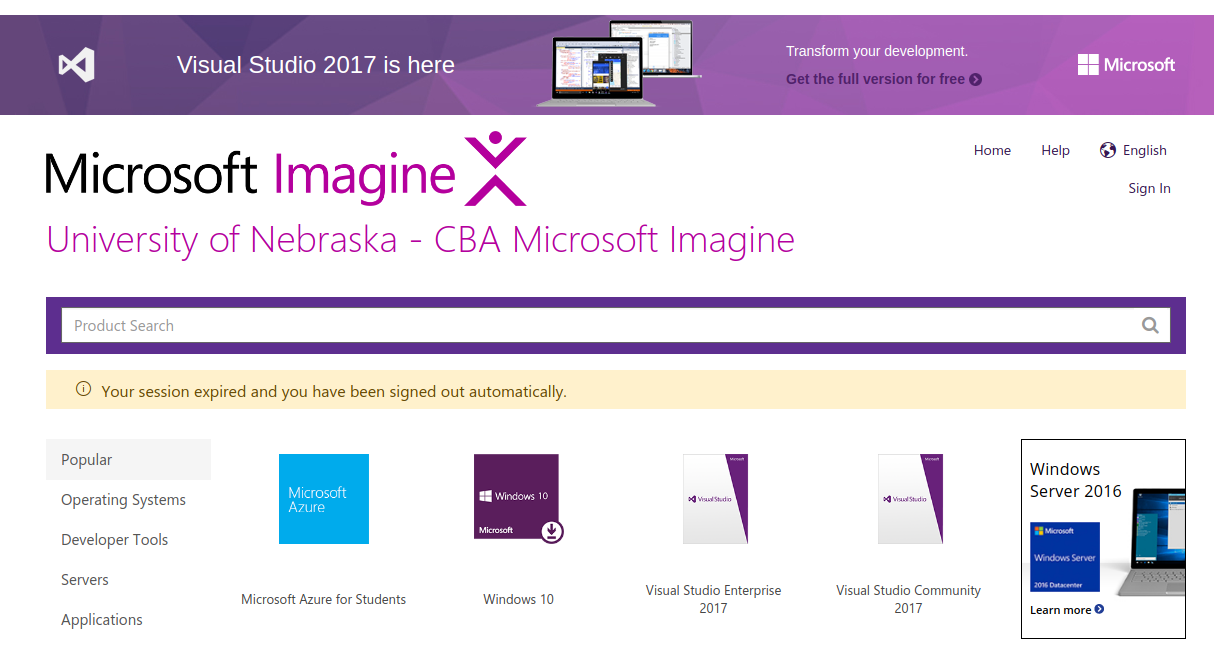 Visual Studio 2017 is here
Transform your development.
Get the full version for free
Microsoft
Microsoft Imagine
Home
Help
English
Sign In
University of Nebraska - CBA Microsoft Imagine
Product Search
Your session expired and you have been signed out automatically.
Popular
Operating Systems
Developer Tools
Servers
Applications
Microsoft
Azure
Microsoft Azure for Students
Windows 10
Microsoft
Windows 10
Microsoft
Visual Studio
Visual Studio Enterprise
2017
Microsoft
Visual Studio
Visual Studio Community
2017
Windows
Server 2016
Microsoft
Windows Server
2016 Datacenter
Learn more